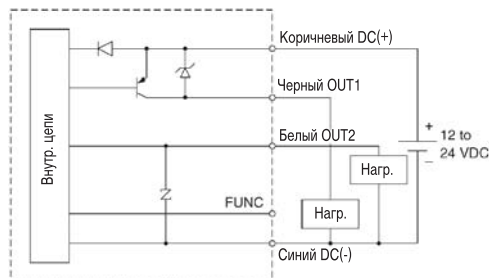 Коричневый DC(+)
Черный OUT1
Внутр. цепи
Белый OUT2
+
12 to
24 VDC
–
Нагр.
FUNC
Нагр.
Синий DC(-)